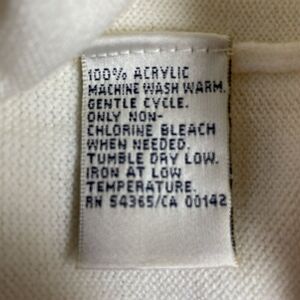 100% ACRYLIC
MACHINE WASH WARM.
GENTLE CYCLE.
ONLY NON-
CHLORINE BLEACH
WHEN NEEDED.
TUMBLE DRY LOW.
IRON AT LOW
TEMPERATURE.
RN 54365/CA 00142